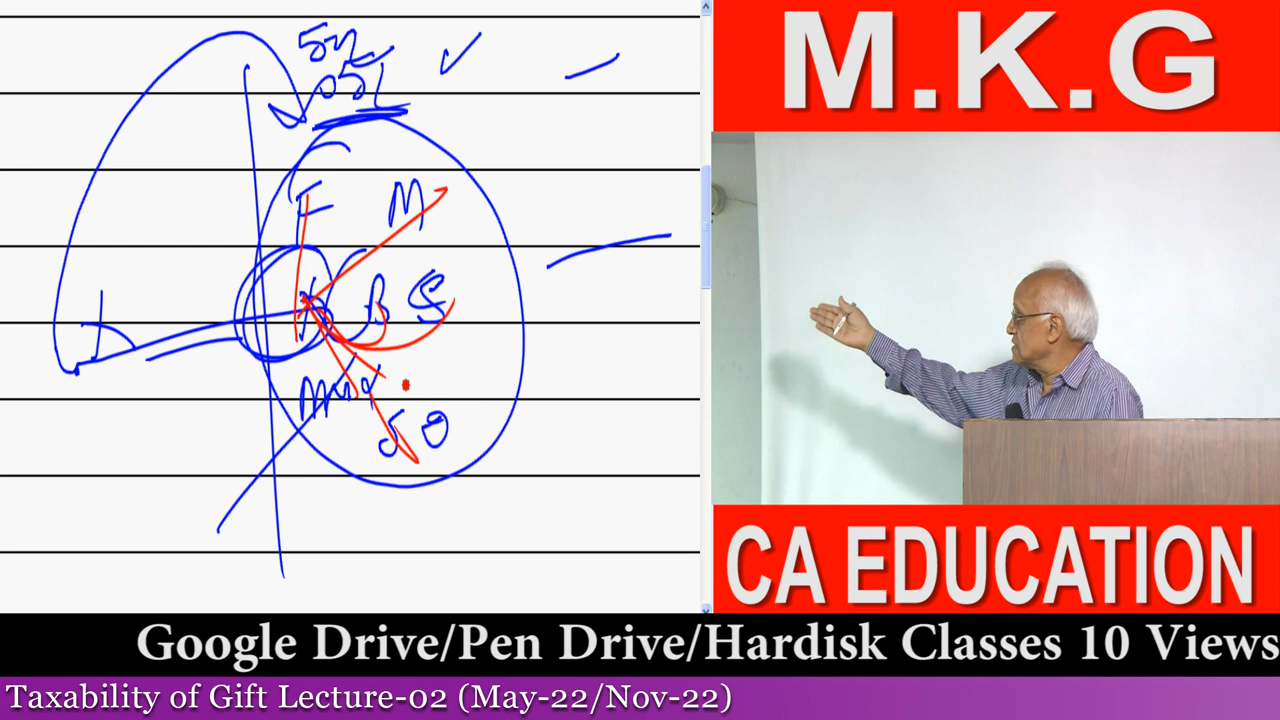 M.K.G
F
M
B
CA EDUCATION
Google Drive/Pen Drive/Hardisk Classes 10 Views
Taxability of Gift Lecture-02 (May-22/Nov-22)